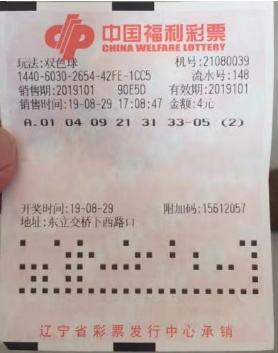 中国福利彩票
CHINA WELFARE LOTTERY
玩法:双色球 机号:21080039
1440-6030-2654-42FE-1CC5 流水号:148
销售期:2019101 90E5D 有效期:2019101
销售时间:19-08-29 17:08:47 金额:4元
A.01 04 09 21 31 33-05 (2)
开奖时间:19-08-29 附加码:15612057
地址:东立交桥下西路口
辽宁省彩票发行中心承销